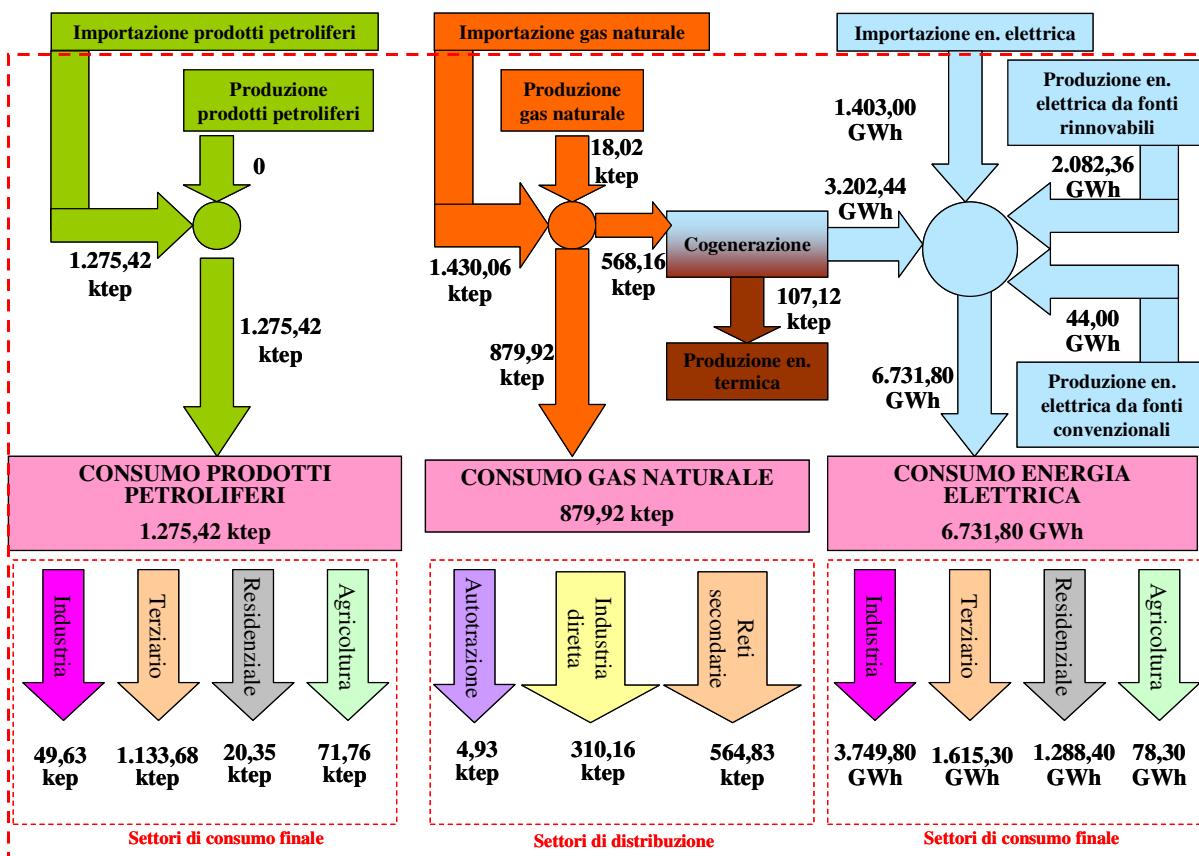 Importazione prodotti petroliferi
Importazione gas naturale
Importazione en. elettrica
Produzione
prodotti petroliferi
Produzione
gas naturale
Produzione en.
elettrica da fonti
rinnovabili
0
18,02
ktep
1.403,00
GWh
2.082,36
GWh
3.202,44
GWh
Cogenerazione
1.275,42
ktep
1.430,06
ktep
568,16
ktep
107,12
ktep
44,00
GWh
1.275,42
ktep
879,92
ktep
Produzione en.
termica
6.731,80
GWh
Produzione en.
elettrica da fonti
convenzionali
CONSUMO PRODOTTI
PETROLIFERI
1.275,42 ktep
CONSUMO GAS NATURALE
879,92 ktep
CONSUMO ENERGIA
ELETTRICA
6.731,80 GWh
Industria
Terziario
Residenziale
Agricoltura
Autotrazione
Industria
diretta
Reti
secondarie
Industria
Terziario
Residenziale
Agricoltura
49,63
kep
1.133,68
ktep
20,35
ktep
71,76
ktep
4,93
ktep
310,16
ktep
564,83
ktep
3.749,80
GWh
1.615,30
GWh
1.288,40
GWh
78,30
GWh
Settori di consumo finale
Settori di distribuzione
Settori di consumo finale